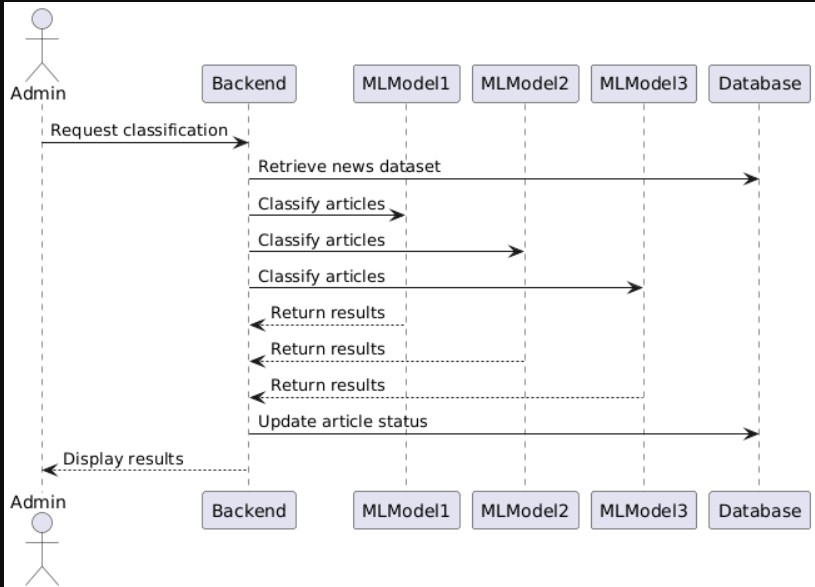 Admin
Backend
MLModel1
MLModel2
MLModel3
Database
Request classification
Retrieve news dataset
Classify articles
Classify articles
Classify articles
Return results
Return results
Return results
Update article status
Display results
Admin
Backend
MLModel1
MLModel2
MLModel3
Database